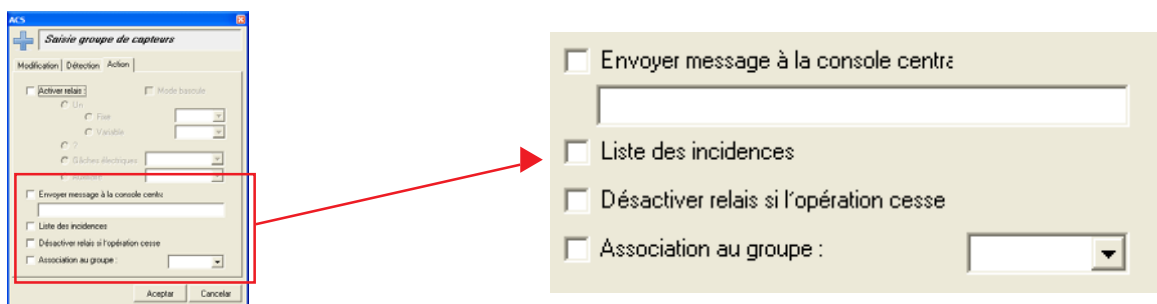 ACS
Saisie groupe de capteurs
Modification Détection Action
Activer relais : Mode bascule
Un
Fixe
Variable
?
Gâches électriques
Envoyer message à la console centra
Liste des incidences
Désactiver relais si l'opération cesse
Association au groupe :
Aceptar Cancelar
Envoyer message à la console centra
Liste des incidences
Désactiver relais si l'opération cesse
Association au groupe :